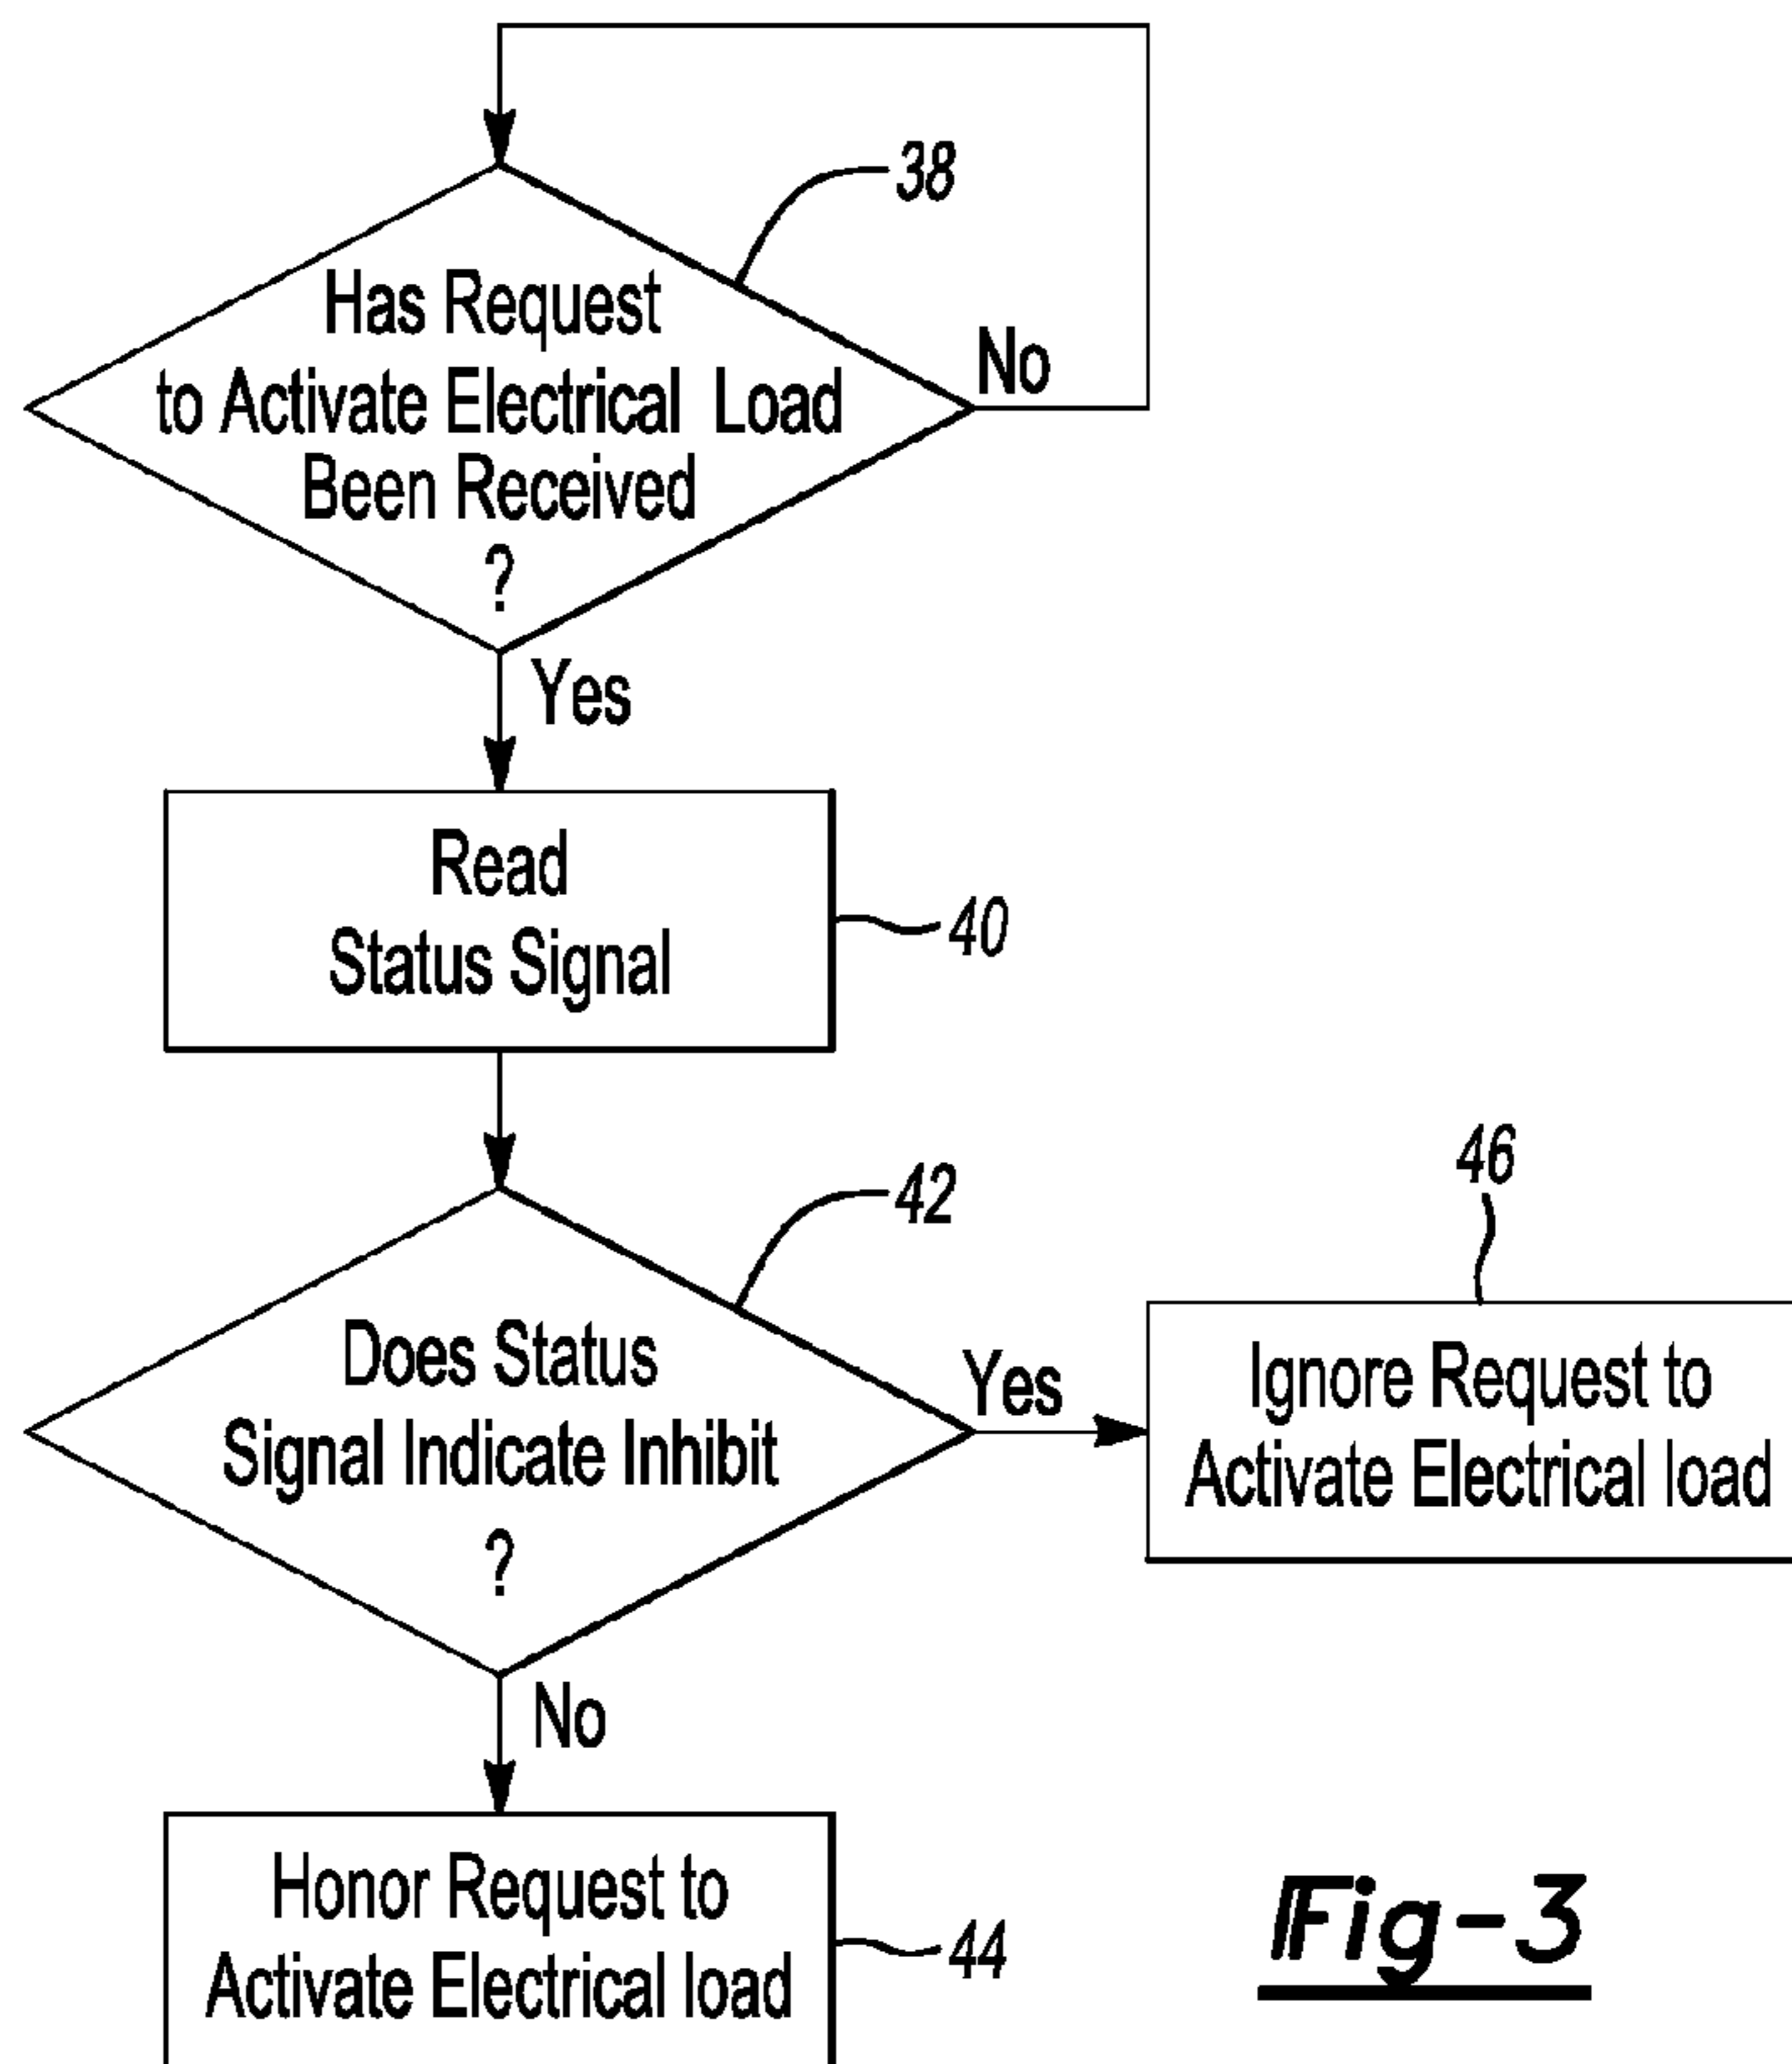 38
Has Request
to Activate Electrical Load
Been Received
?
No
Yes
Read
Status Signal
40
42
Does Status
Signal Indicate Inhibit
?
Yes
46
Ignore Request to
Activate Electrical load
No
Honor Request to
Activate Electrical load
44
Fig-3